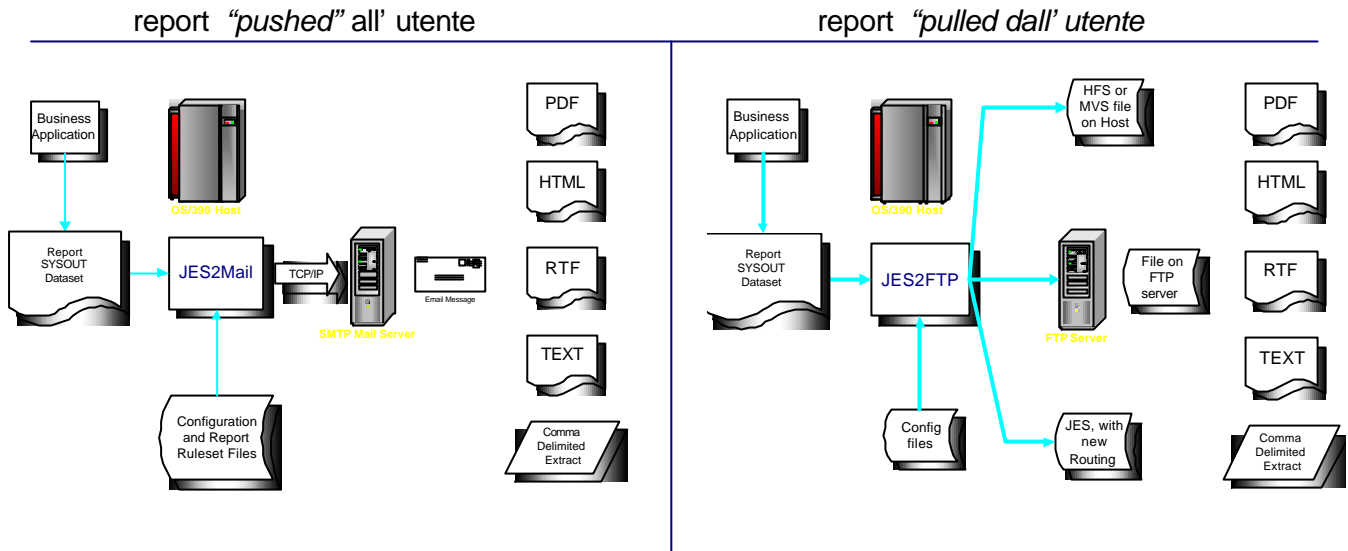 report “pushed” all’ utente
Business
Application
OS/390 Host
Report
SYSOUT
Dataset
JES2Mail
TCP/IP
SMTP Mail Server
Email Message
Configuration
and Report
Ruleset Files
PDF
HTML
RTF
TEXT
Comma
Delimited
Extract
report “pulled dall’ utente
Business
Application
OS/390 Host
Report
SYSOUT
Dataset
JES2FTP
Config
files
HFS or
MVS file
on Host
FTP Server
File on
FTP
server
JES, with
new
Routing
PDF
HTML
RTF
TEXT
Comma
Delimited
Extract